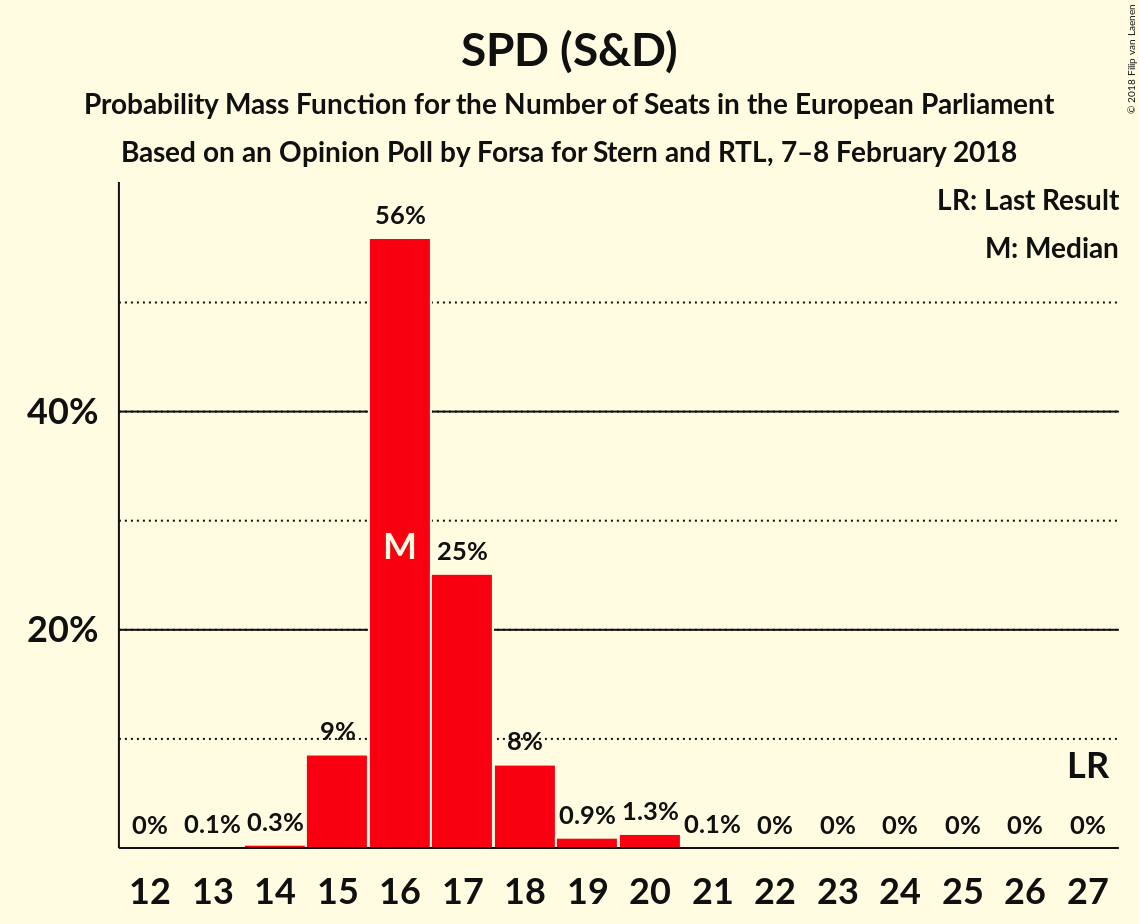 SPD (S&D)
Probability Mass Function for the Number of Seats in the European Parliament
Based on an Opinion Poll by Forsa for Stern and RTL, 7–8 February 2018
© 2018 Filip van Laenen
LR: Last Result
M: Median
56%
40%
M
25%
20%
9%
8%
LR
0% 0.1% 0.3% 0.9% 1.3% 0.1% 0% 0% 0% 0% 0% 0%
12 13 14 15 16 17 18 19 20 21 22 23 24 25 26 27